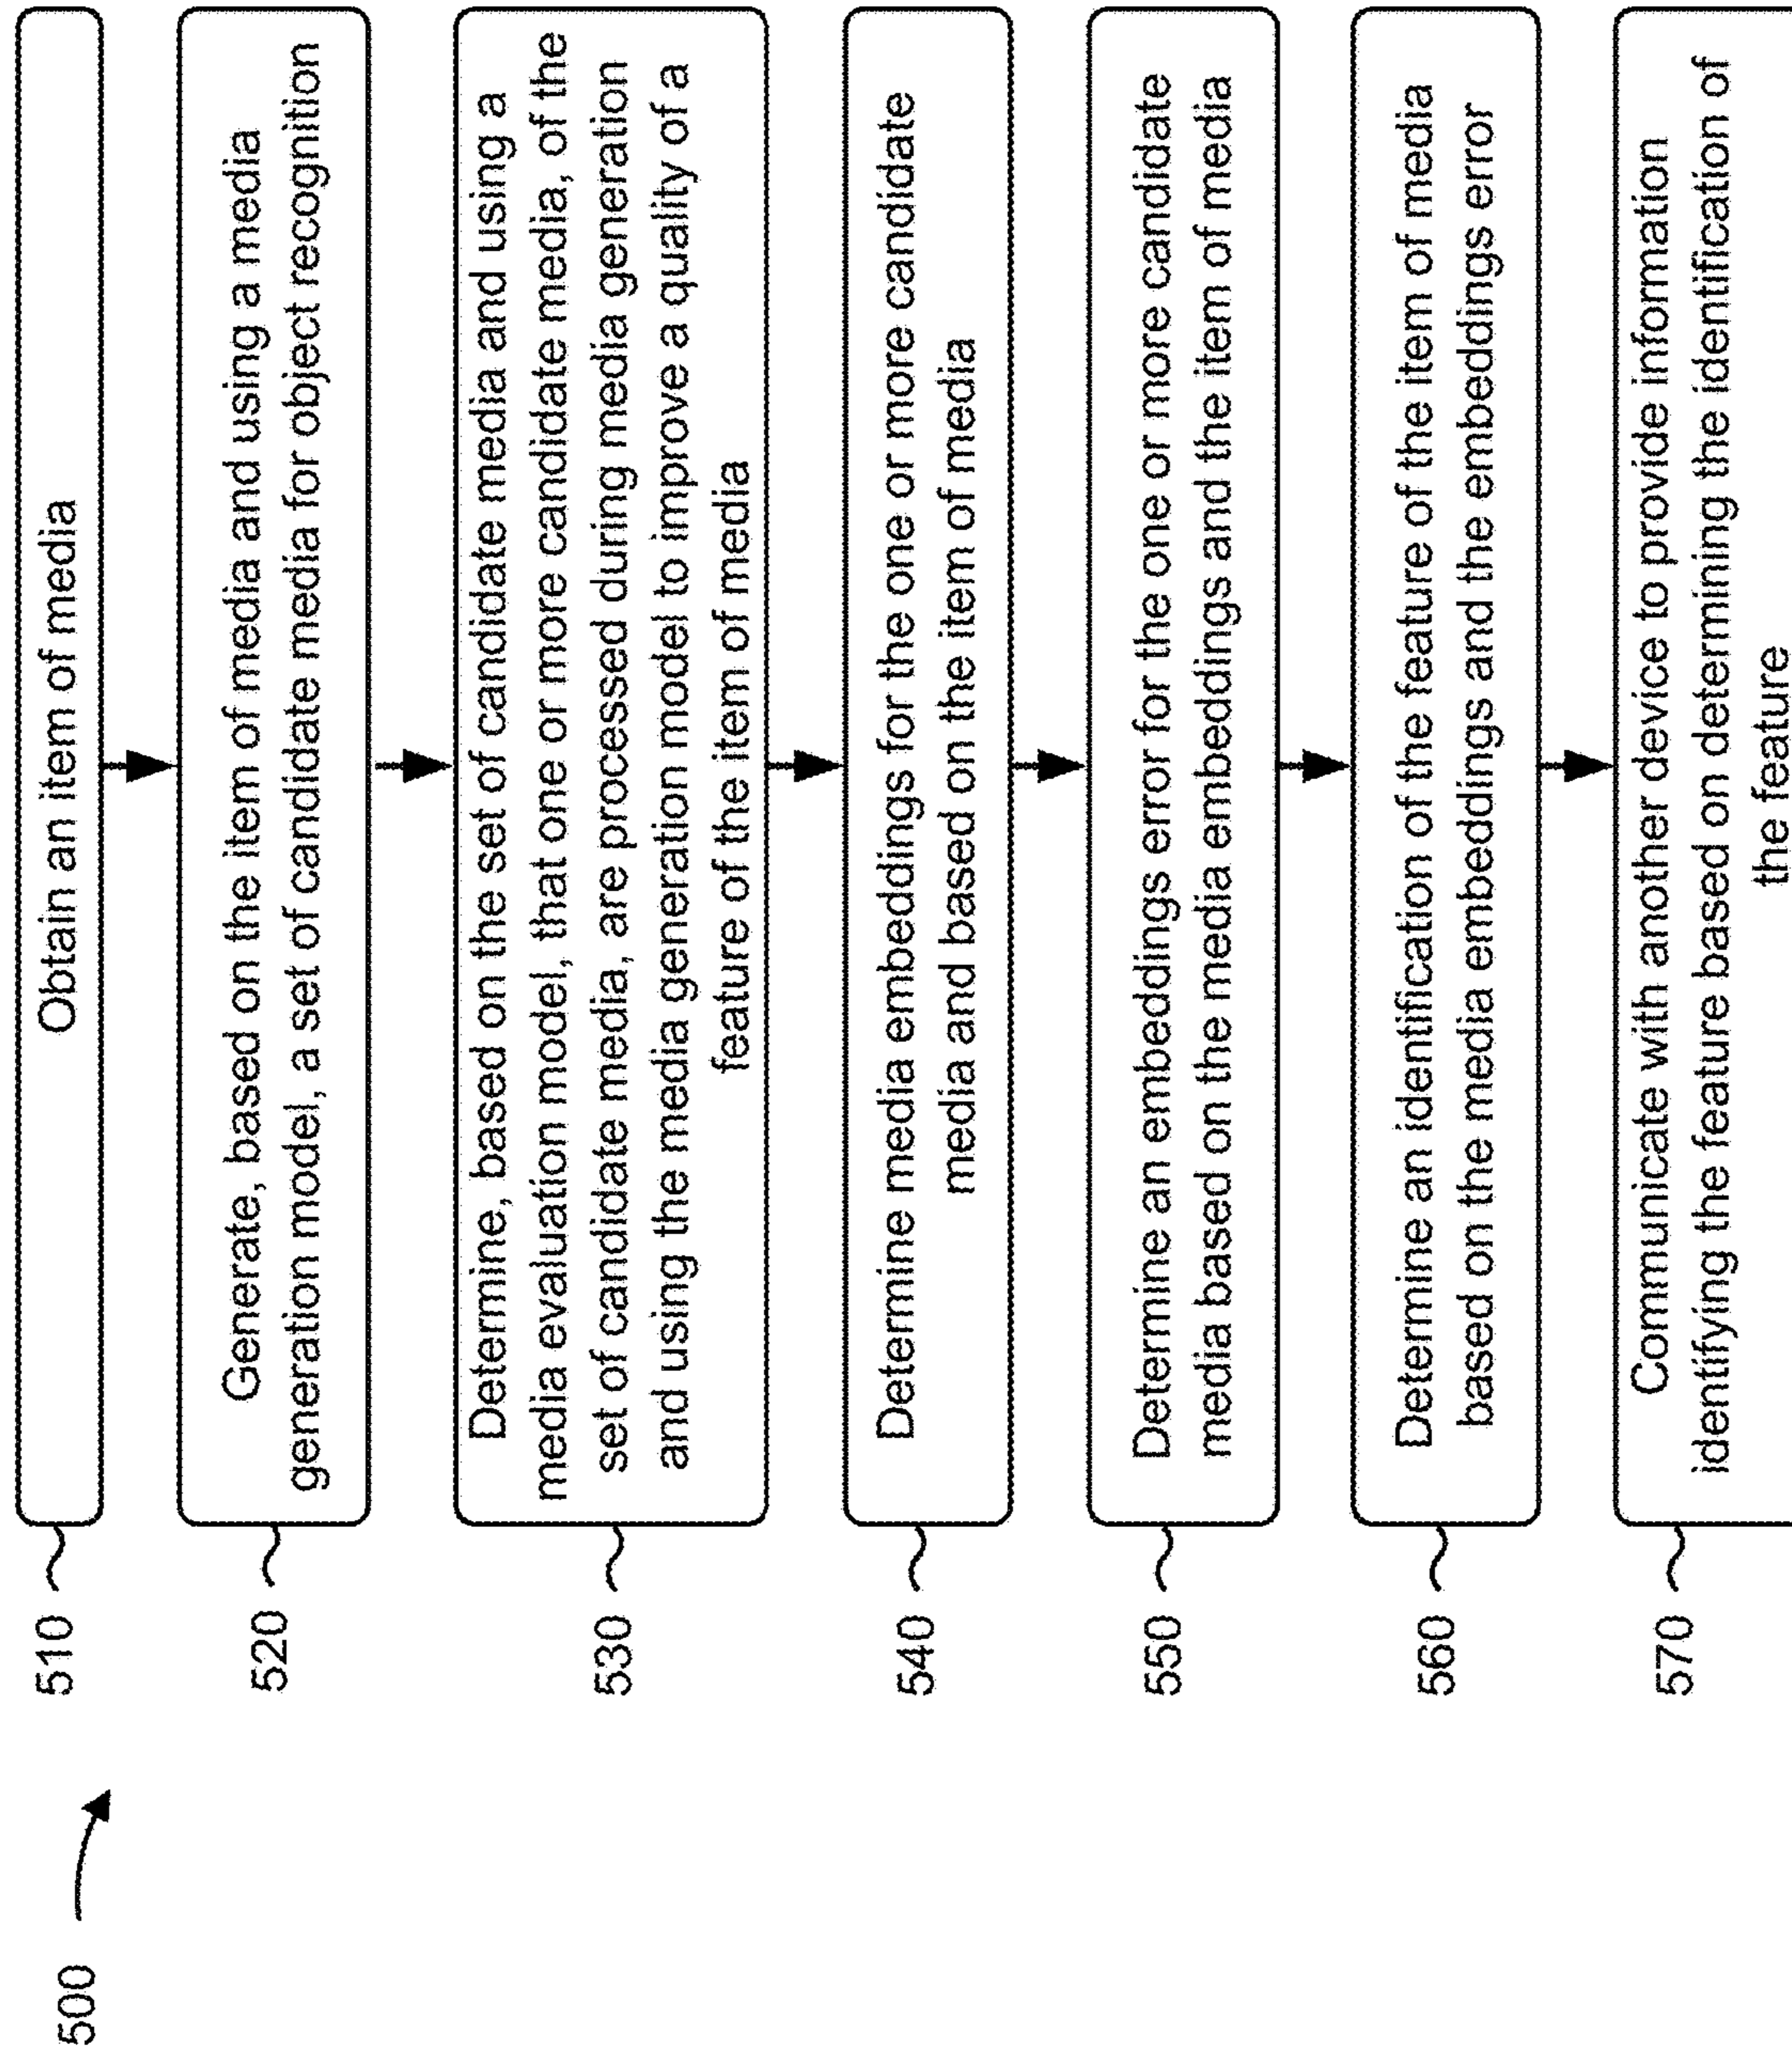 500
510
Obtain an item of media
520
Generate, based on the item of media and using a media
generation model, a set of candidate media for object recognition
530
Determine, based on the set of candidate media and using a
media evaluation model, that one or more candidate media, of the
set of candidate media, are processed during media generation
and using the media generation model to improve a quality of a
feature of the item of media
540
Determine media embeddings for the one or more candidate
media and based on the item of media
550
Determine an embeddings error for the one or more candidate
media based on the media embeddings and the item of media
560
Determine an identification of the feature of the item of media
based on the media embeddings and the embeddings error
570
Communicate with another device to provide information
identifying the feature based on determining the identification of
the feature